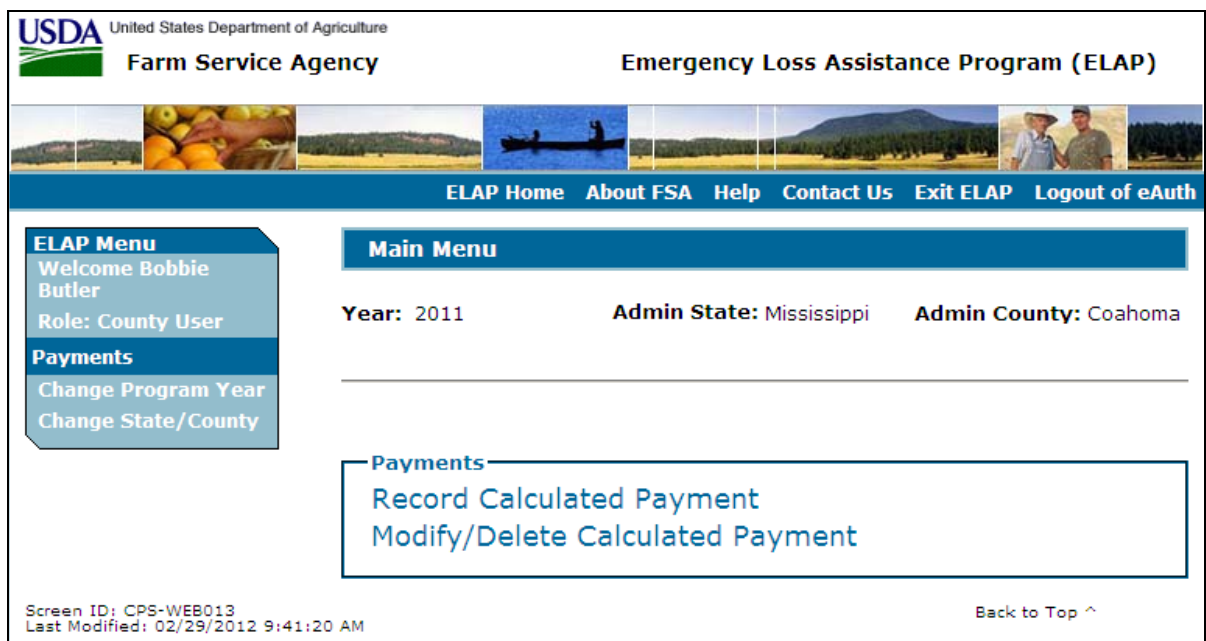 USDA United States Department of Agriculture
Farm Service Agency Emergency Loss Assistance Program (ELAP)
ELAP Home About FSA Help Contact Us Exit ELAP Logout of eAuth
ELAP Menu
Welcome Bobbie
Butler
Role: County User
Payments
Change Program Year
Change State/County
Main Menu
Year: 2011 Admin State: Mississippi Admin County: Coahoma
Payments
Record Calculated Payment
Modify/Delete Calculated Payment
Screen ID: CPS-WEB013
Last Modified: 02/29/2012 9:41:20 AM
Back to Top ^